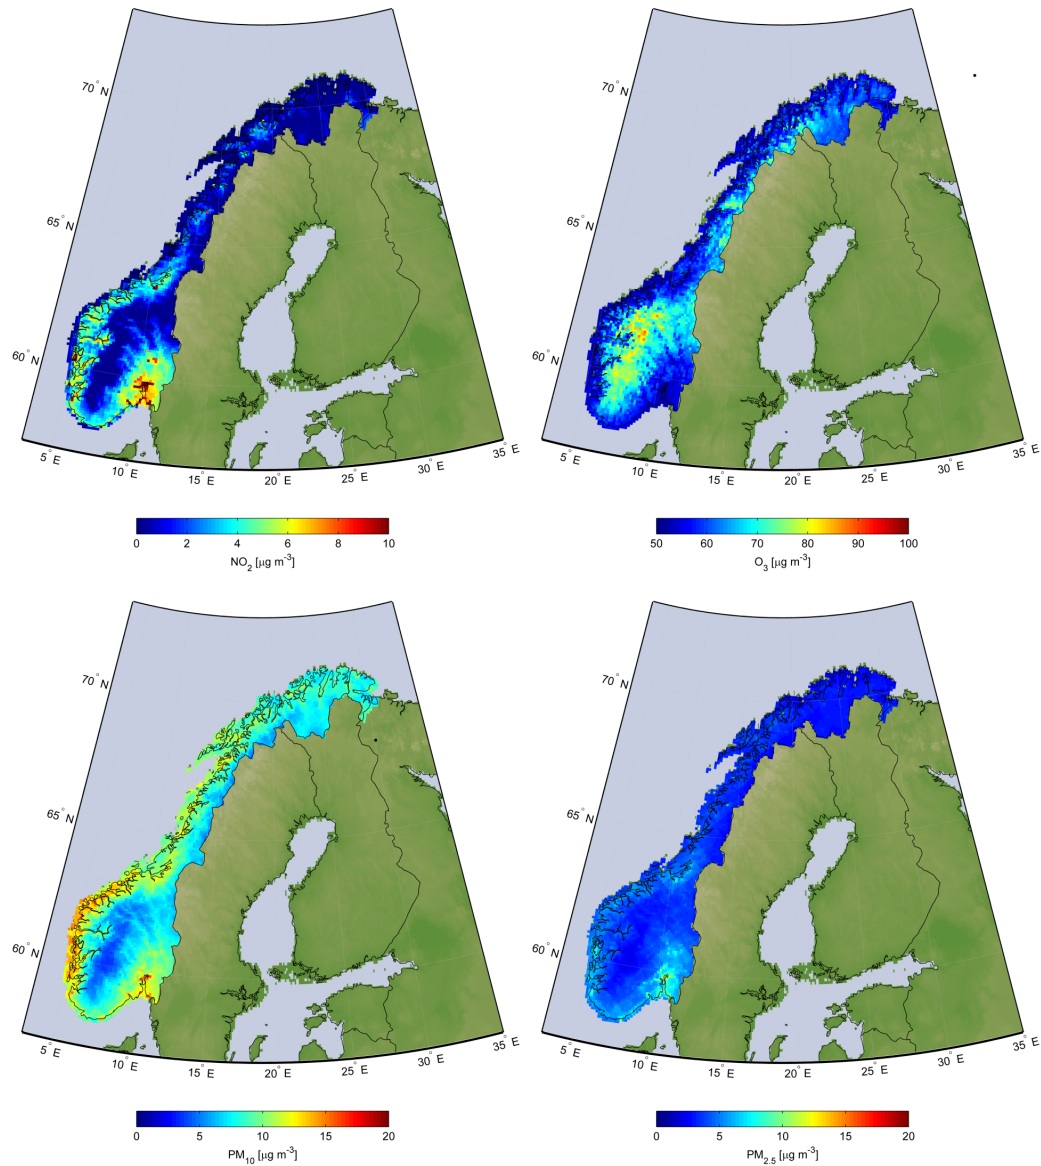 70° N
65° N
60° N
5° E
10° E
15° E
20° E
25° E
30° E
35° E
0 2 4 6 8 10
NO₂ [μg m⁻³]
70° N
65° N
60° N
5° E
10° E
15° E
20° E
25° E
30° E
35° E
50 60 70 80 90 100
O₃ [μg m⁻³]
70° N
65° N
60° N
5° E
10° E
15° E
20° E
25° E
30° E
35° E
0 5 10 15 20
PM₁₀ [μg m⁻³]
70° N
65° N
60° N
5° E
10° E
15° E
20° E
25° E
30° E
35° E
0 5 10 15 20
PM₂.₅ [μg m⁻³]